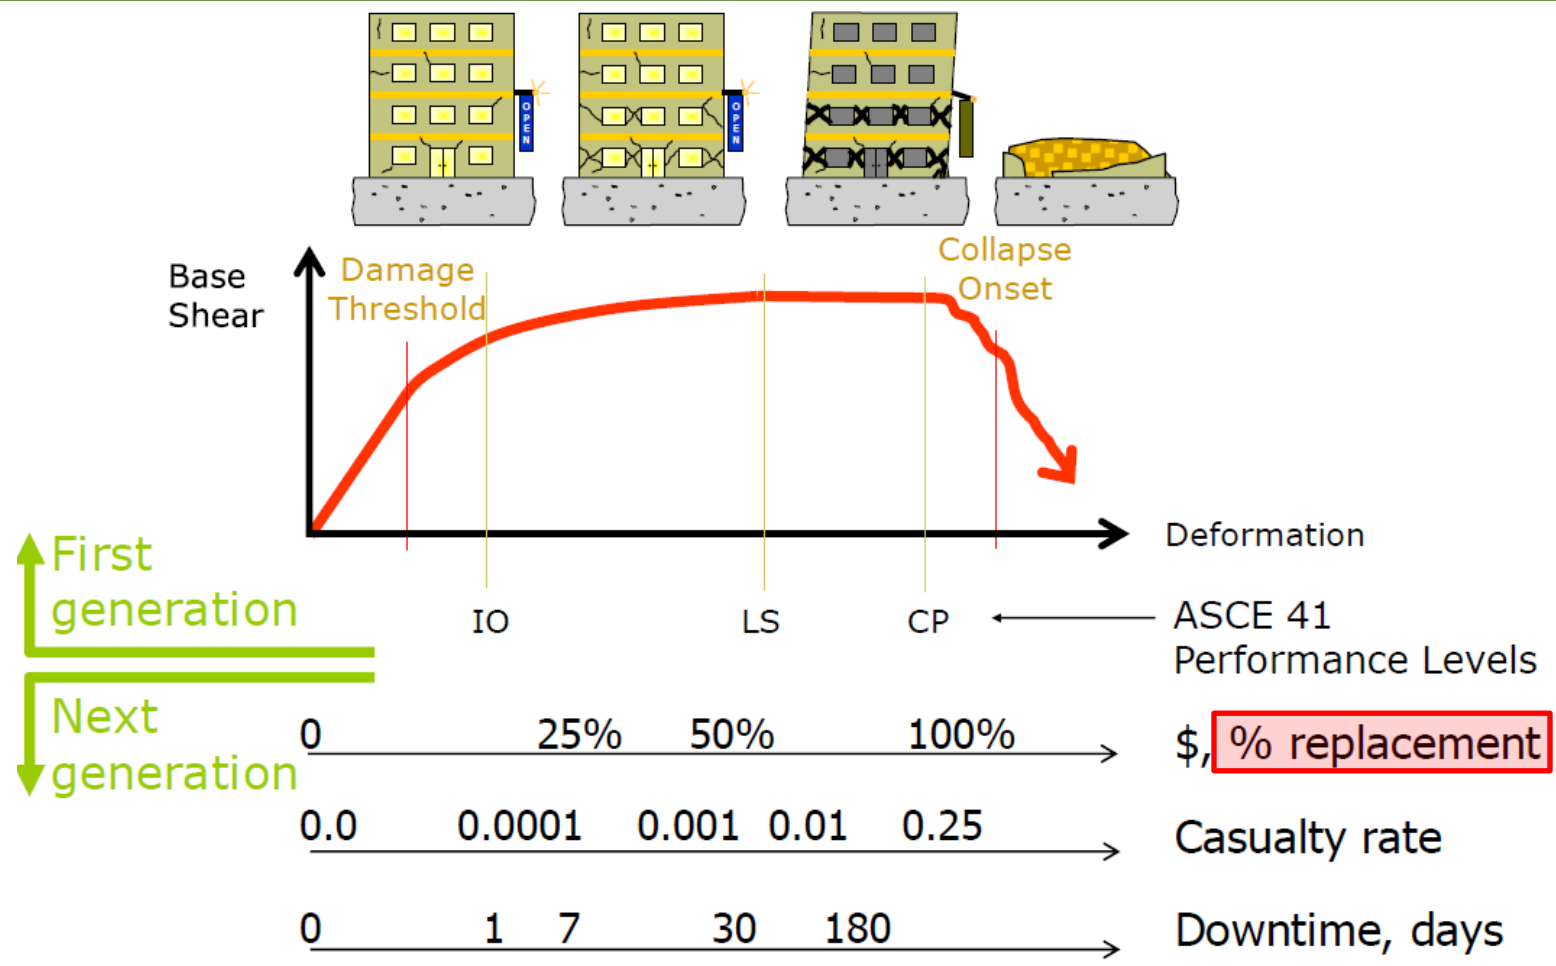 OPEN
OPEN
Collapse
Onset
Damage
Threshold
Base
Shear
Deformation
First
generation
IO LS CP
ASCE 41
Performance Levels
Next
generation
0 25% 50% 100% $, % replacement
0.0 0.0001 0.001 0.01 0.25 Casualty rate
0 1 7 30 180 Downtime, days